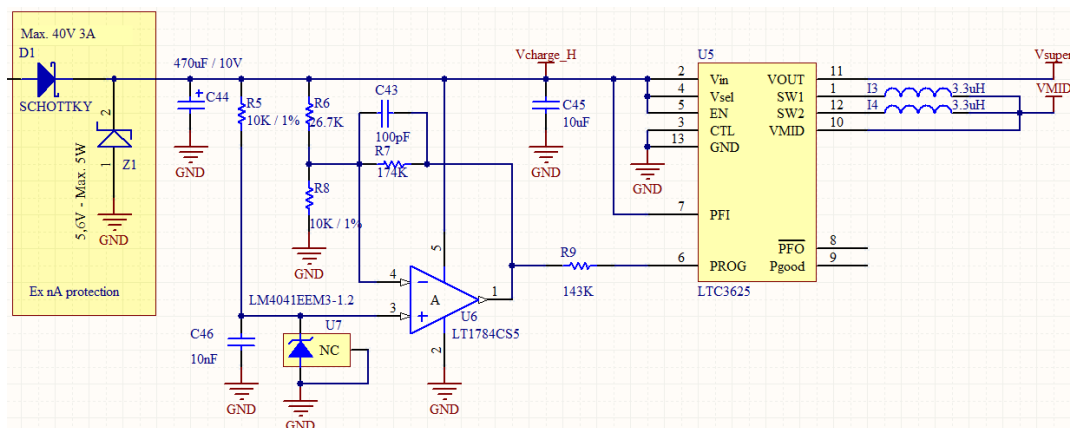 Max. 40V 3A
D1
SCHOTTKY
2
1
Z1
5,6V - Max. 5W
GND
Ex nA protection
470uF / 10V
+
C44
GND
R5
10K / 1%
R6
26.7K
C43
100pF
R7
174K
R8
10K / 1%
GND
Vcharge_H
C45
10uF
GND
GND
U5
2 Vin VOUT 11
4 Vsel SW1 1
5 EN SW2 12
3 CTL VMID 10
13 GND
7 PFI
PFO 8
6 PROG Pgood 9
LTC3625
I3 3.3uH
I4 3.3uH
Vsuper
VMID
R9
143K
5
4
A
1
3
2
U6
LT1784CS5
GND
LM4041EEM3-1.2
U7
NC
GND
C46
10nF
GND